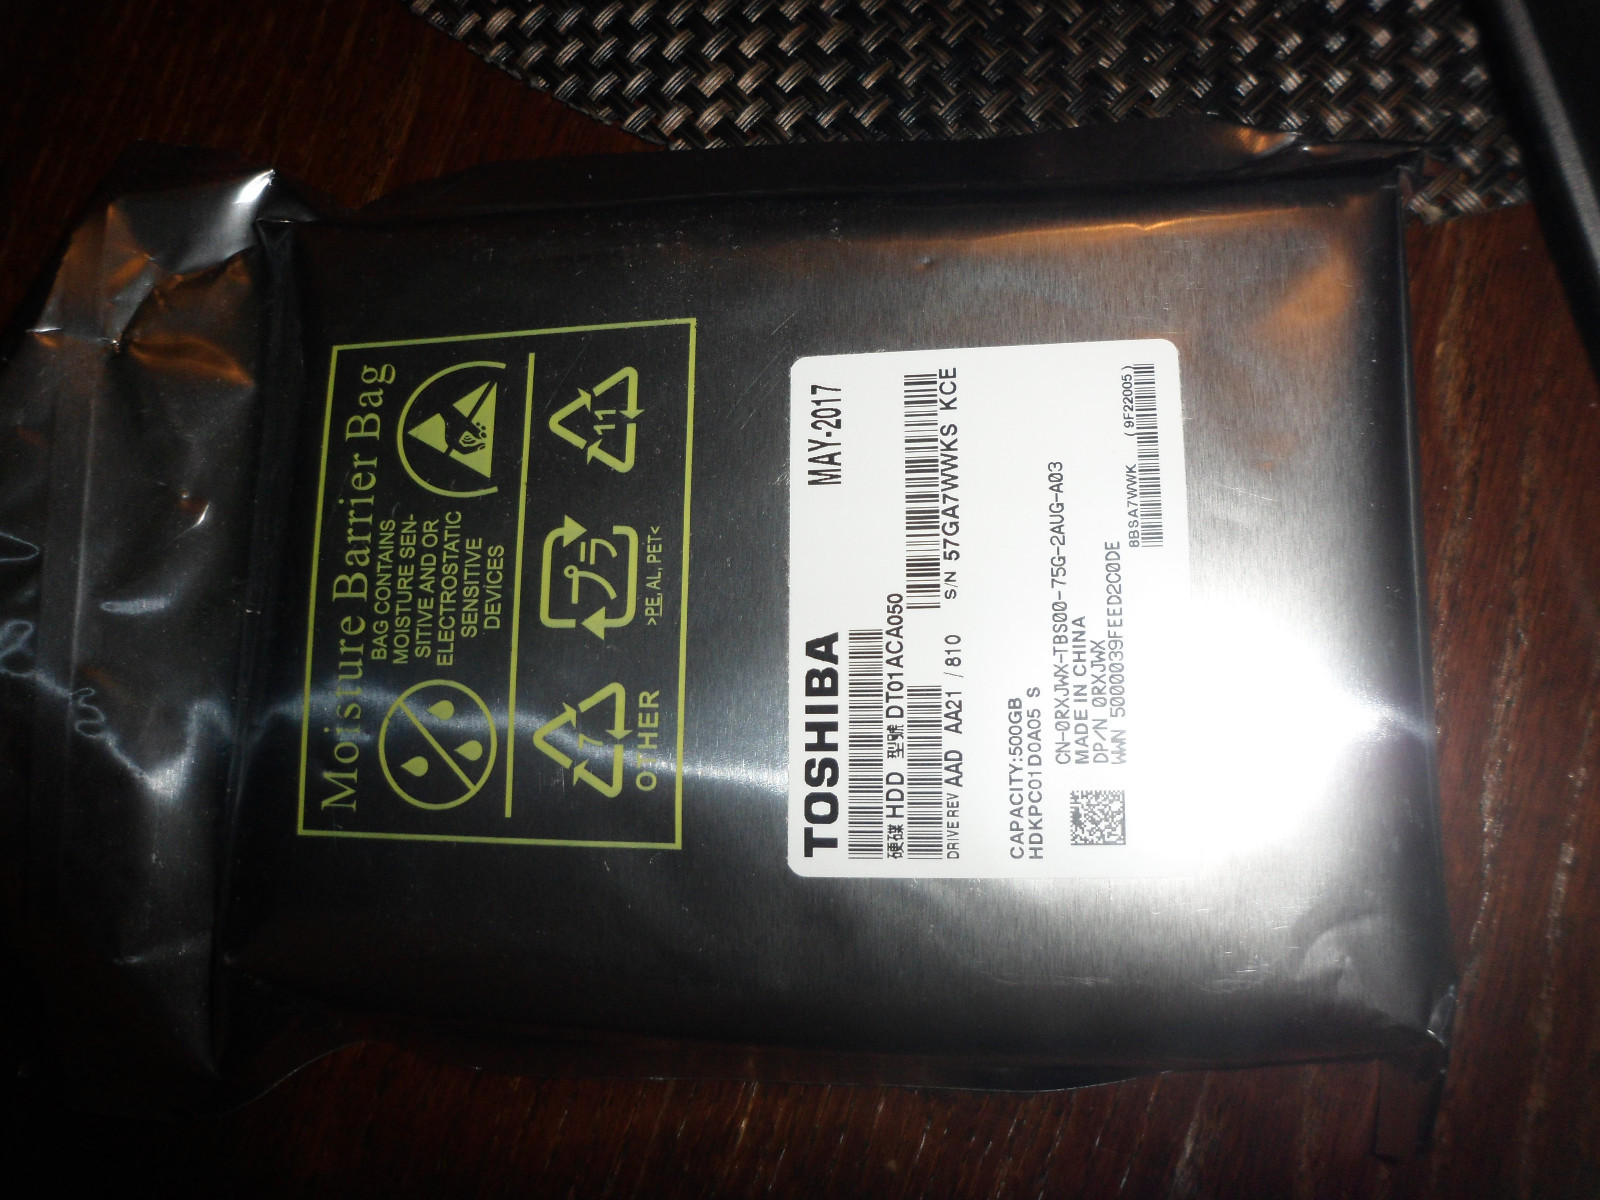 Moisture Barrier Bag
BAG CONTAINS
MOISTURE SEN-
SITIVE AND OR
ELECTROSTATIC
SENSITIVE
DEVICES
7
OTHER
プラ
>PE, AL, PET<
11
TOSHIBA
MAY-2017
硬碟 HDD 型號 DT01ACA050
DRIVE REV AAD AA21 / 810
S/N 57GA7WWKS KCE
CAPACITY:500GB
HDKPC01D0A05 S
CN-0RXJWX-TBS00-75G-2AUG-A03
MADE IN CHINA
DP/N 0RXJWX
WWN 5000039FEED2C0DE
8BSA7WWK (9F22005)